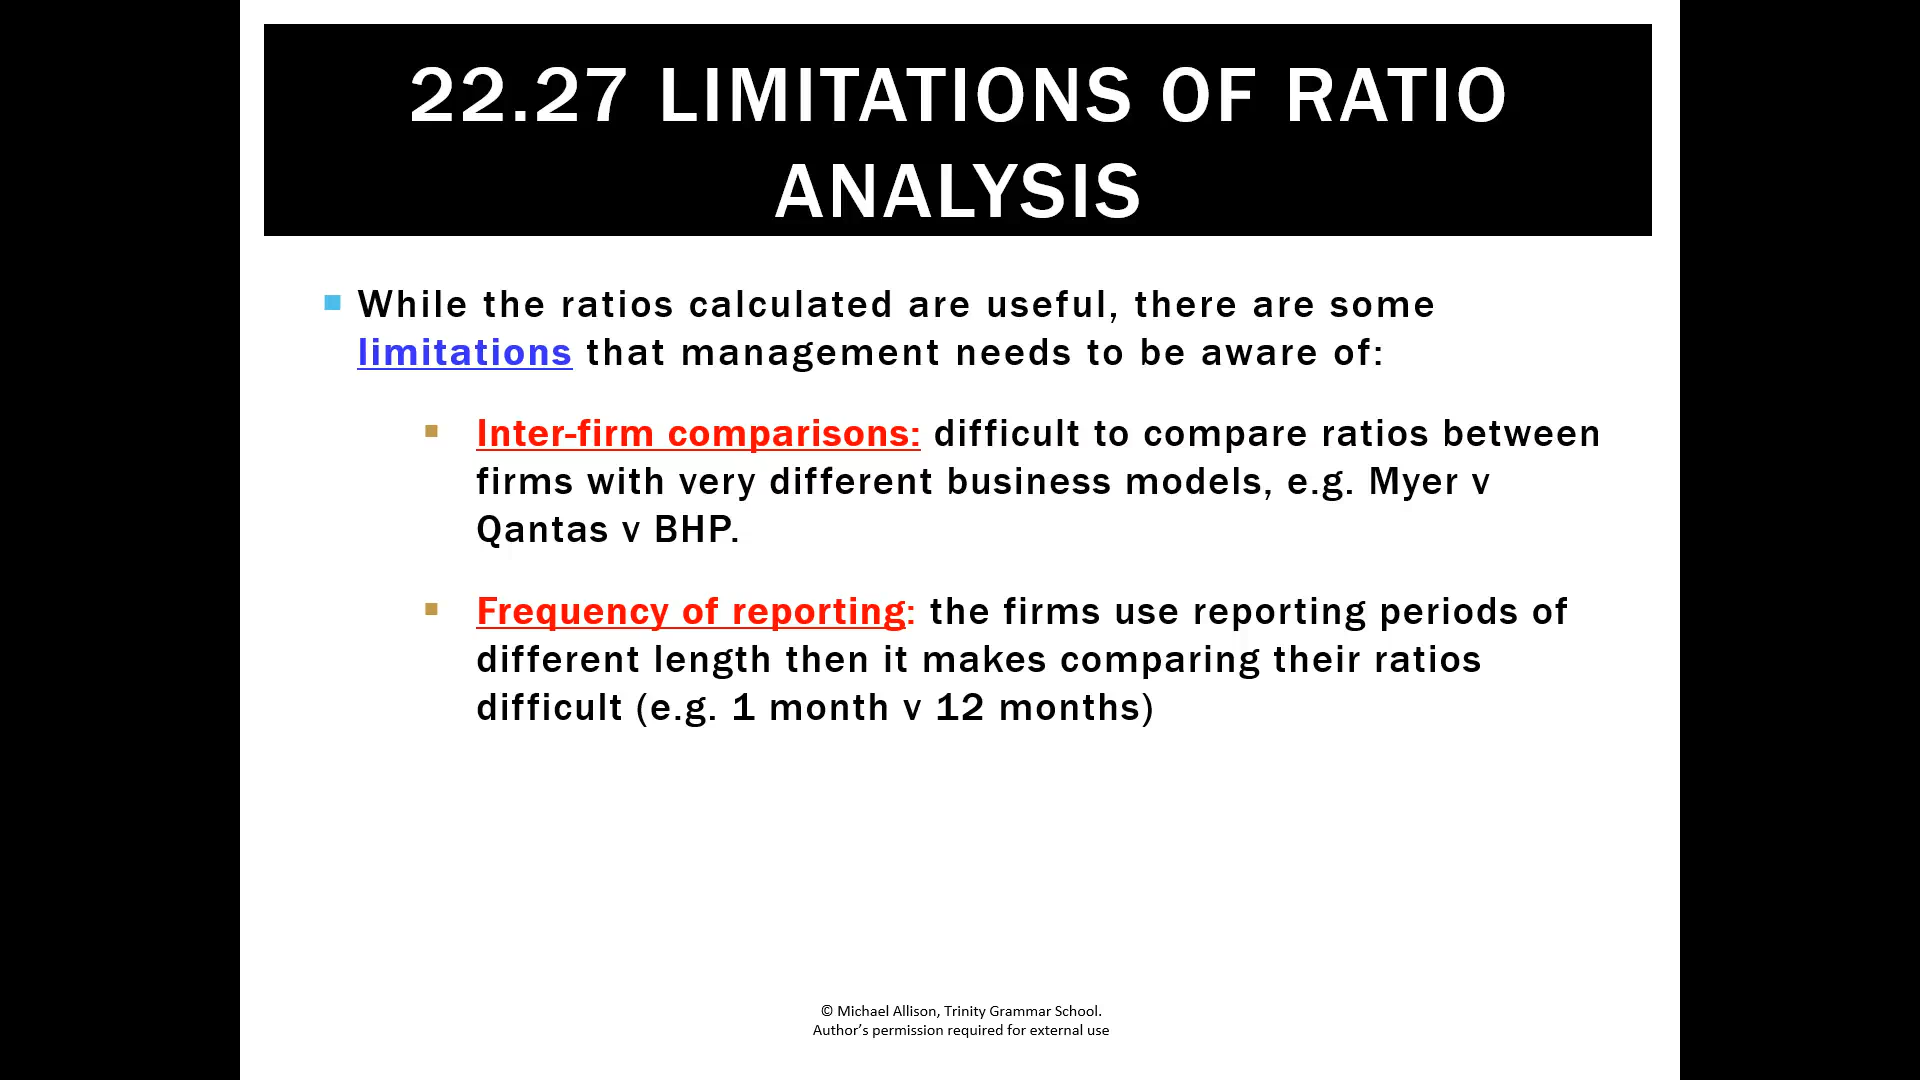 22.27 LIMITATIONS OF RATIO
ANALYSIS
While the ratios calculated are useful, there are some
limitations that management needs to be aware of:
Inter-firm comparisons: difficult to compare ratios between
firms with very different business models, e.g. Myer v
Qantas v BHP.
Frequency of reporting: the firms use reporting periods of
different length then it makes comparing their ratios
difficult (e.g. 1 month v 12 months)
© Michael Allison, Trinity Grammar School.
Author’s permission required for external use